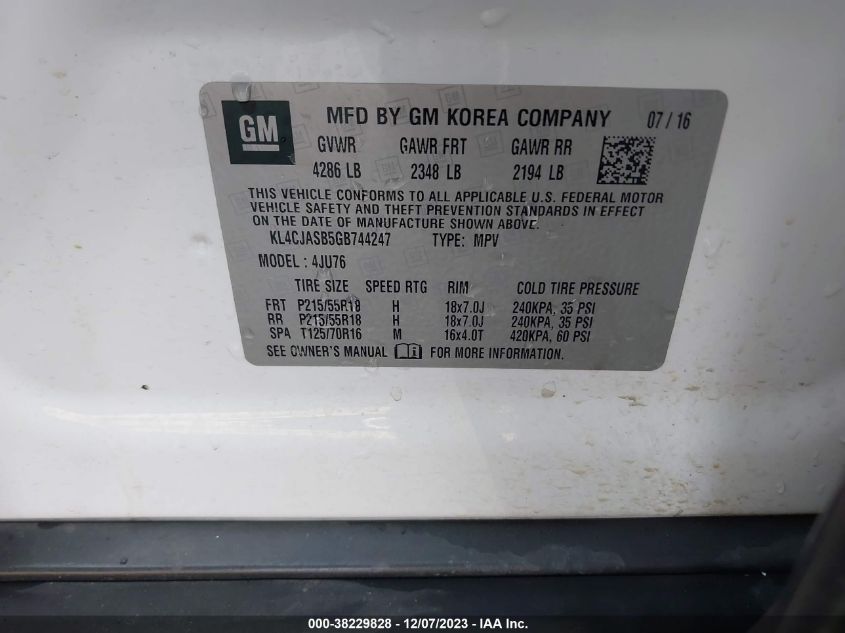 GM MFD BY GM KOREA COMPANY 07 / 16
GVWR GAWR FRT GAWR RR
4286 LB 2348 LB 2194 LB
THIS VEHICLE CONFORMS TO ALL APPLICABLE U.S. FEDERAL MOTOR
VEHICLE SAFETY AND THEFT PREVENTION STANDARDS IN EFFECT
ON THE DATE OF MANUFACTURE SHOWN ABOVE.
KL4CJASB5GB744247 TYPE: MPV
MODEL : 4JU76
TIRE SIZE SPEED RTG RIM COLD TIRE PRESSURE
FRT P215/55R18 H 18x7.0J 240KPA, 35 PSI
RR P215/55R18 H 18x7.0J 240KPA, 35 PSI
SPA T125/70R16 M 16x4.0T 420KPA, 60 PSI
SEE OWNER'S MANUAL FOR MORE INFORMATION.
000-38229828 - 12/07/2023 - IAA Inc.